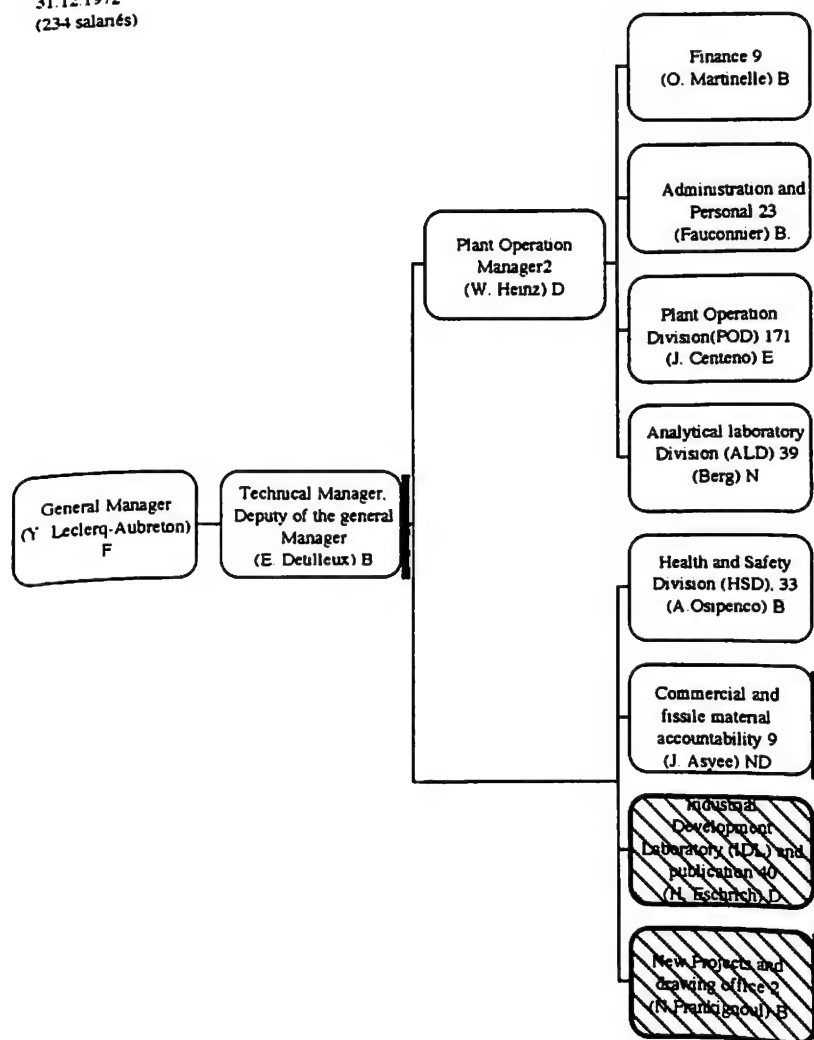 31.12.1972
(234 salariés)
Finance 9
(O. Martinelle) B
Administration and
Personal 23
(Fauconnier) B.
Plant Operation
Manager2
(W. Heinz) D
Plant Operation
Division(POD) 171
(J. Centeno) E
Analytical laboratory
Division (ALD) 39
(Berg) N
General Manager
(Y. Leclerq-Aubreton)
F
Technical Manager,
Deputy of the general
Manager
(E. Detilleux) B
Health and Safety
Division (HSD), 33
(A.Osipenco) B
Commercial and
fissile material
accountability 9
(J. Asyee) ND
Industrial
Development
Laboratory (IDL) and
publication 40
(H. Eschrich) D
New Projects and
drawing office 2
(N.Frankignoul) B